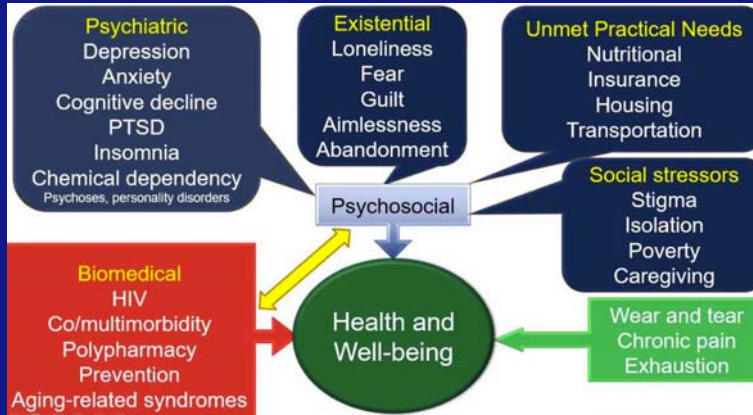 Psychiatric
Depression
Anxiety
Cognitive decline
PTSD
Insomnia
Chemical dependency
Psychoses, personality disorders
Existential
Loneliness
Fear
Guilt
Aimlessness
Abandonment
Unmet Practical Needs
Nutritional
Insurance
Housing
Transportation
Social stressors
Stigma
Isolation
Poverty
Caregiving
Psychosocial
Biomedical
HIV
Co/multimorbidity
Polypharmacy
Prevention
Aging-related syndromes
Health and
Well-being
Wear and tear
Chronic pain
Exhaustion